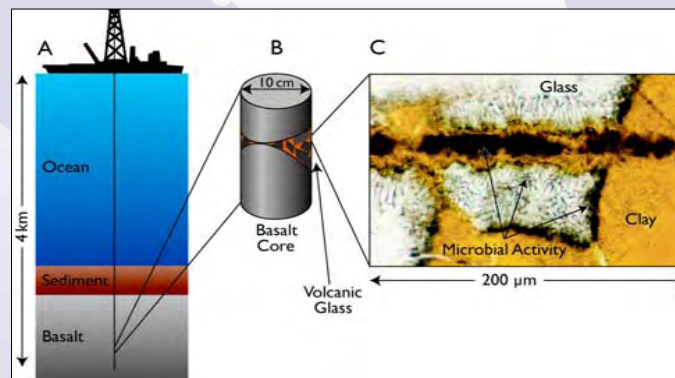 A
B
C
10 cm
Glass
Ocean
4 km
Clay
Basalt
Core
Microbial Activity
Sediment
200 µm
Volcanic
Glass
Basalt